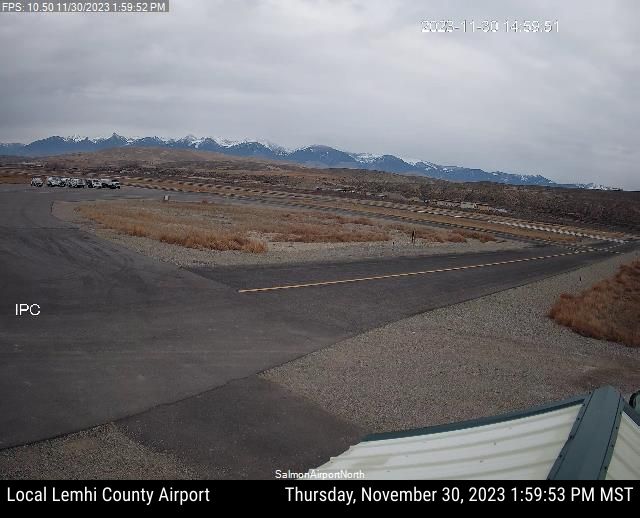 FPS: 10.50 11/30/2023 1:59:52 PM
2023-11-30 14:59:51
IPC
SalmonAirportNorth
Local Lemhi County Airport Thursday, November 30, 2023 1:59:53 PM MST